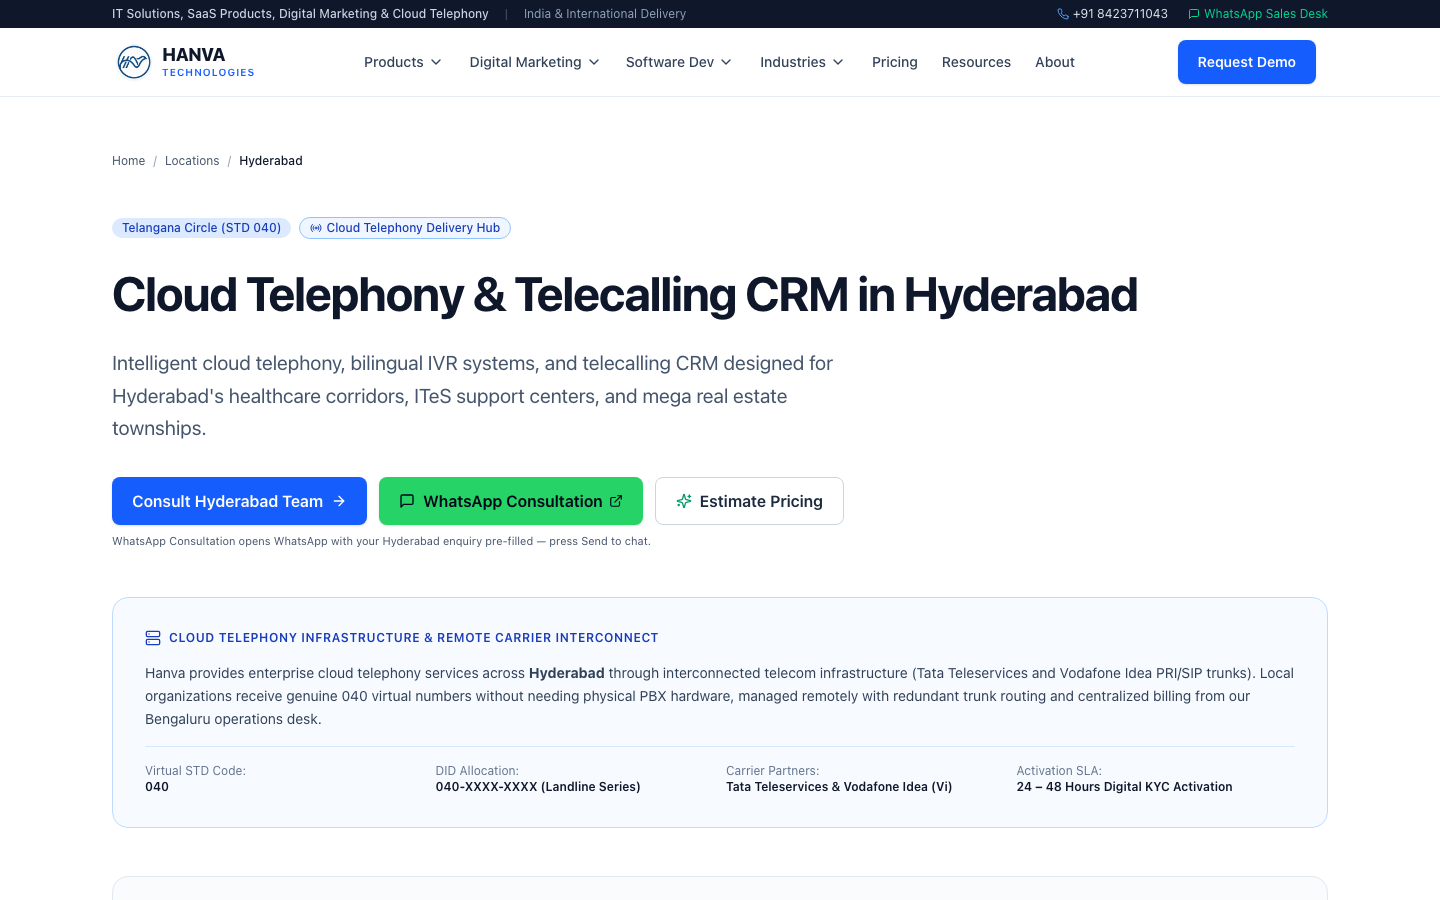 IT Solutions, SaaS Products, Digital Marketing & Cloud Telephony | India & International Delivery +91 8423711043 WhatsApp Sales Desk
HANVA
TECHNOLOGIES
Products Digital Marketing Software Dev Industries Pricing Resources About Request Demo
Home / Locations / Hyderabad
Telangana Circle (STD 040) Cloud Telephony Delivery Hub
Cloud Telephony & Telecalling CRM in Hyderabad
Intelligent cloud telephony, bilingual IVR systems, and telecalling CRM designed for
Hyderabad's healthcare corridors, ITeS support centers, and mega real estate
townships.
Consult Hyderabad Team WhatsApp Consultation Estimate Pricing
WhatsApp Consultation opens WhatsApp with your Hyderabad enquiry pre-filled — press Send to chat.
CLOUD TELEPHONY INFRASTRUCTURE & REMOTE CARRIER INTERCONNECT
Hanva provides enterprise cloud telephony services across Hyderabad through interconnected telecom infrastructure (Tata Teleservices and Vodafone Idea PRI/SIP trunks). Local
organizations receive genuine 040 virtual numbers without needing physical PBX hardware, managed remotely with redundant trunk routing and centralized billing from our
Bengaluru operations desk.
Virtual STD Code: DID Allocation: Carrier Partners: Activation SLA:
040 040-XXXX-XXXX (Landline Series) Tata Teleservices & Vodafone Idea (Vi) 24 – 48 Hours Digital KYC Activation